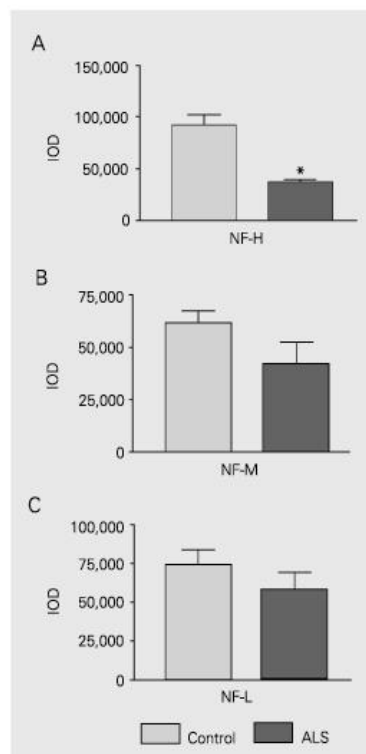 A
150,000
100,000
50,000
0
IOD
*
NF-H
B
75,000
50,000
25,000
0
IOD
NF-M
C
100,000
75,000
50,000
25,000
0
IOD
NF-L
Control ALS